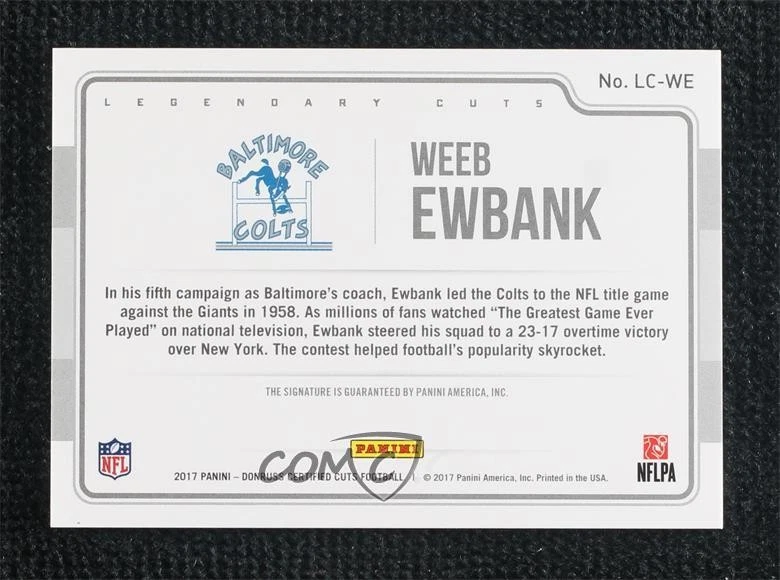 No. LC-WE
LEGENDARY CUTS
BALTIMORE
COLTS
WEEB
EWBANK
In his fifth campaign as Baltimore's coach, Ewbank led the Colts to the NFL title game
against the Giants in 1958. As millions of fans watched "The Greatest Game Ever
Played" on national television, Ewbank steered his squad to a 23-17 overtime victory
over New York. The contest helped football's popularity skyrocket.
THE SIGNATURE IS GUARANTEED BY PANINI AMERICA, INC.
NFL
PANINI
COMC
NFLPA
2017 PANINI – DONRUSS CERTIFIED CUTS FOOTBALL | © 2017 Panini America, Inc. Printed in the USA.